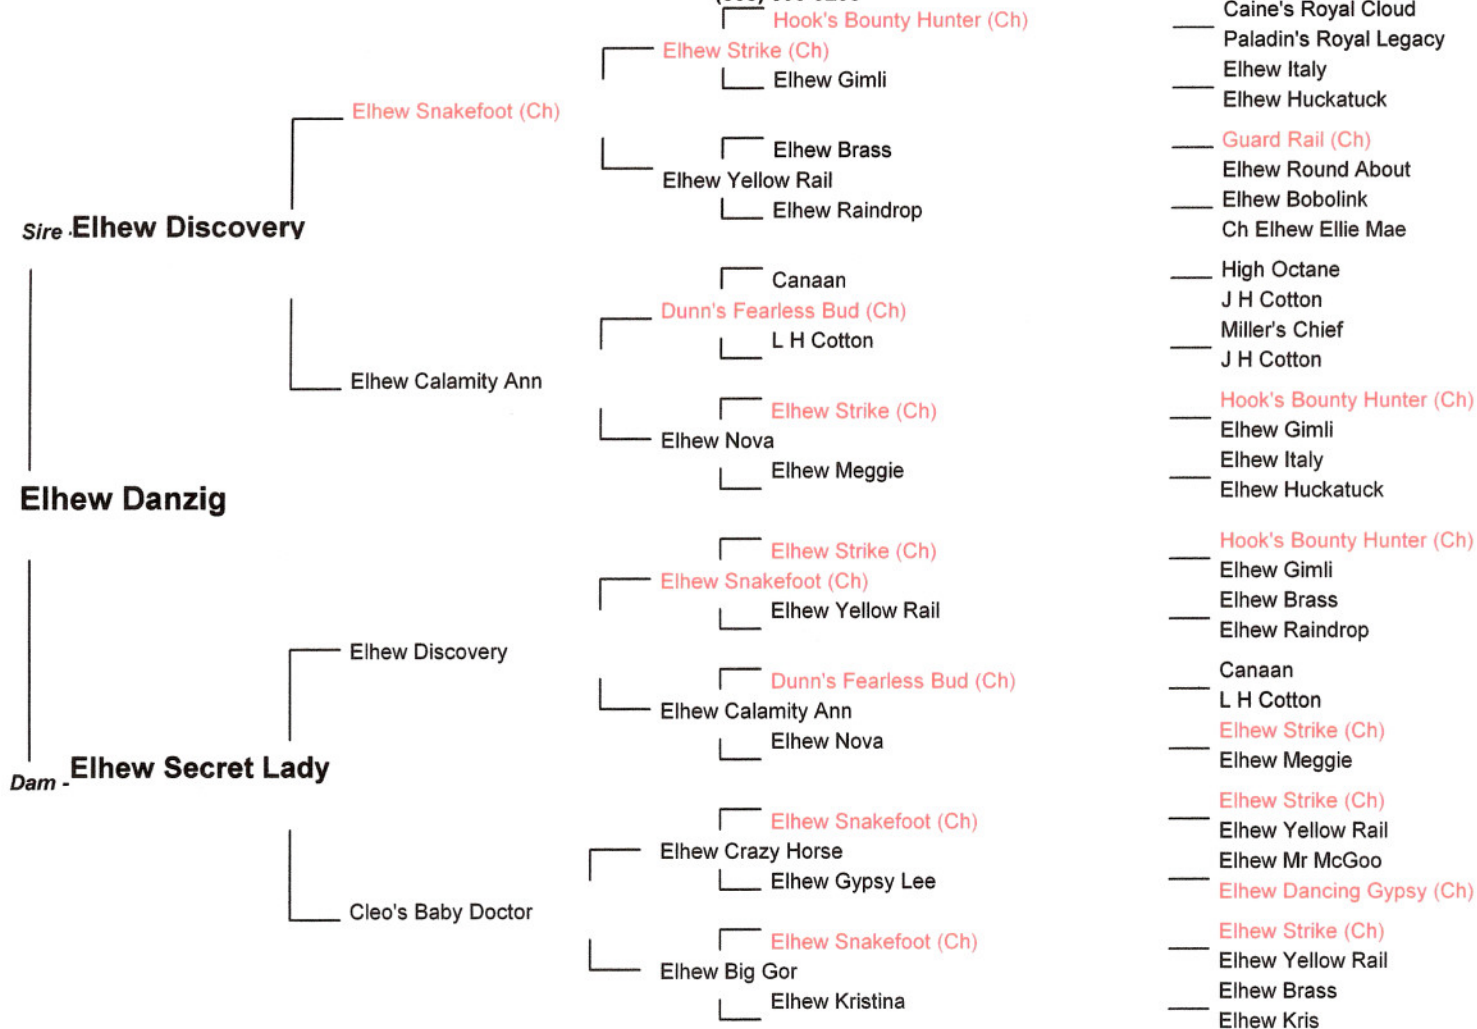 Hook's Bounty Hunter (Ch)
Caine's Royal Cloud
Paladin's Royal Legacy
Elhew Strike (Ch)
Elhew Gimli
Elhew Italy
Elhew Huckatuck
Elhew Snakefoot (Ch)
Elhew Brass
Guard Rail (Ch)
Elhew Round About
Elhew Yellow Rail
Elhew Raindrop
Elhew Bobolink
Ch Elhew Ellie Mae
Sire - Elhew Discovery
Canaan
High Octane
J H Cotton
Dunn's Fearless Bud (Ch)
L H Cotton
Miller's Chief
J H Cotton
Elhew Calamity Ann
Elhew Strike (Ch)
Hook's Bounty Hunter (Ch)
Elhew Gimli
Elhew Nova
Elhew Meggie
Elhew Italy
Elhew Huckatuck
Elhew Danzig
Elhew Strike (Ch)
Hook's Bounty Hunter (Ch)
Elhew Gimli
Elhew Snakefoot (Ch)
Elhew Yellow Rail
Elhew Brass
Elhew Raindrop
Elhew Discovery
Dunn's Fearless Bud (Ch)
Canaan
L H Cotton
Elhew Calamity Ann
Elhew Nova
Elhew Strike (Ch)
Elhew Meggie
Dam - Elhew Secret Lady
Elhew Snakefoot (Ch)
Elhew Strike (Ch)
Elhew Yellow Rail
Elhew Crazy Horse
Elhew Gypsy Lee
Elhew Mr McGoo
Elhew Dancing Gypsy (Ch)
Cleo's Baby Doctor
Elhew Snakefoot (Ch)
Elhew Strike (Ch)
Elhew Yellow Rail
Elhew Big Gor
Elhew Kristina
Elhew Brass
Elhew Kris